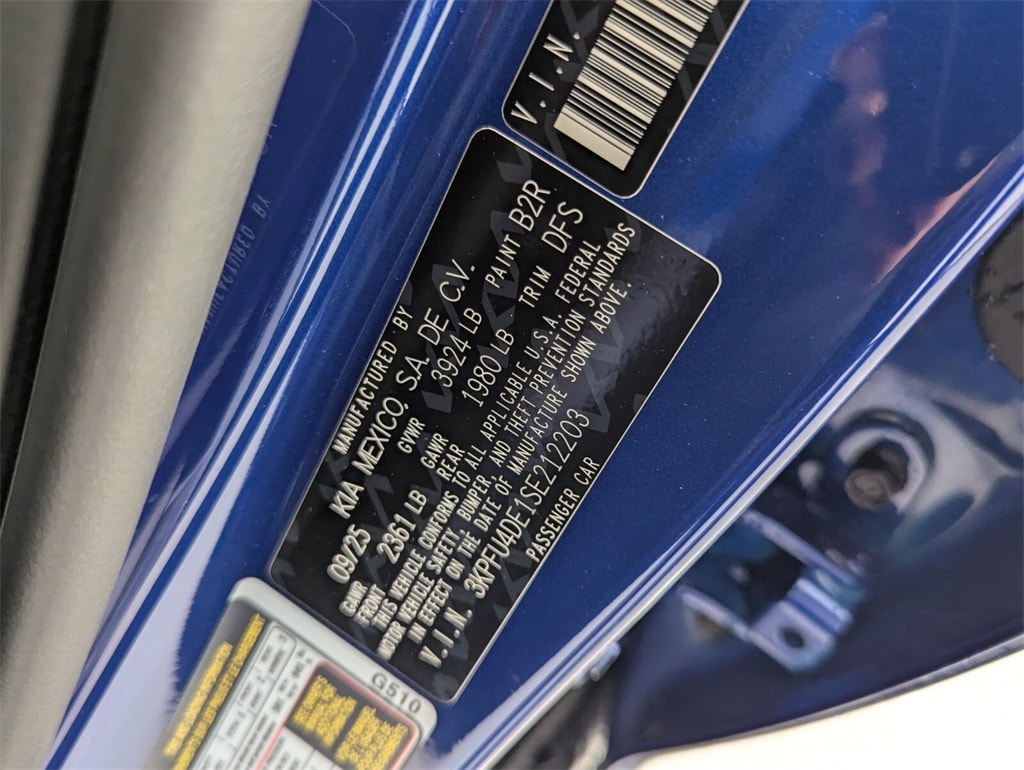 V.I.N.
MANUFACTURED BY
09/25 KIA MEXICO, S.A. DE C.V.
GVWR 3924 LB PAINT B2R
GAWR FRONT 2361 LB GAWR REAR 1980 LB TRIM DFS
THIS VEHICLE CONFORMS TO ALL APPLICABLE U.S.A. FEDERAL
MOTOR VEHICLE SAFETY, BUMPER, AND THEFT PREVENTION STANDARDS
IN EFFECT ON THE DATE OF MANUFACTURE SHOWN ABOVE.
V.I.N. 3KPFU4DE1SE212203
PASSENGER CAR
G510